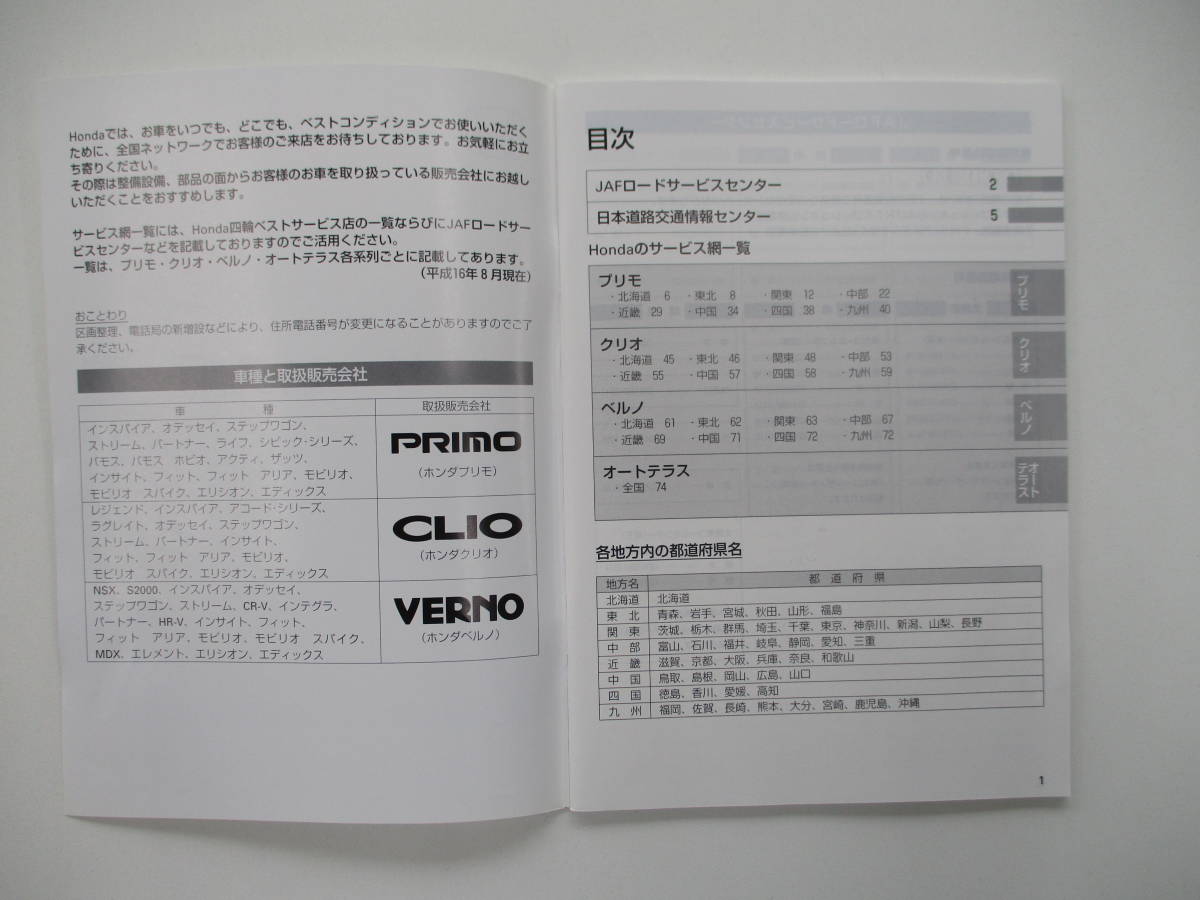 Hondaでは、お車をいつでも、どこでも、ベストコンディションでお使いいただく
ために、全国ネットワークでお客様のご来店をお待ちしております。お気軽にお立
ち寄りください。
その際は整備設備、部品の面からお客様のお車を取り扱っている販売会社にお越し
いただくことをおすすめします。
サービス網一覧には、Honda四輪ベストサービス店の一覧ならびにJAFロードサー
ビスセンターなどを記載しておりますのでご活用ください。
一覧は、プリモ・クリオ・ベルノ・オートテラス各系列ごとに記載してあります。
（平成16年8月現在）
おことわり
区画整理、電話局の新増設などにより、住所電話番号が変更になることがありますのでご了
承ください。
車種と取扱販売会社
車　種 取扱販売会社
インスパイア、オデッセイ、ステップワゴン、
ストリーム、パートナー、ライフ、シビック・シリーズ、
バモス、バモス ホビオ、アクティ、ザッツ、
インサイト、フィット、フィット アリア、モビリオ、
モビリオ スパイク、エリシオン、エディックス
PRIMO
（ホンダプリモ）
レジェンド、インスパイア、アコード・シリーズ、
ラグレイト、オデッセイ、ステップワゴン、
ストリーム、パートナー、インサイト、
フィット、フィット アリア、モビリオ、
モビリオ スパイク、エリシオン、エディックス
CLIO
（ホンダクリオ）
NSX、S2000、インスパイア、オデッセイ、
ステップワゴン、ストリーム、CR-V、インテグラ、
パートナー、HR-V、インサイト、フィット、
フィット アリア、モビリオ、モビリオ スパイク、
MDX、エレメント、エリシオン、エディックス
VERNO
（ホンダベルノ）
目次
JAFロードサービスセンター 2
日本道路交通情報センター 5
Hondaのサービス網一覧
プリモ
・北海道 6 ・東北 8 ・関東 12 ・中部 22
・近畿 29 ・中国 34 ・四国 38 ・九州 40
プリモ
クリオ
・北海道 45 ・東北 46 ・関東 48 ・中部 53
・近畿 55 ・中国 57 ・四国 58 ・九州 59
クリオ
ベルノ
・北海道 61 ・東北 62 ・関東 63 ・中部 67
・近畿 69 ・中国 71 ・四国 72 ・九州 72
ベルノ
オートテラス
・全国 74
オート
テラス
各地方内の都道府県名
地方名 都 道 府 県
北海道 北海道
東　北 青森、岩手、宮城、秋田、山形、福島
関　東 茨城、栃木、群馬、埼玉、千葉、東京、神奈川、新潟、山梨、長野
中　部 富山、石川、福井、岐阜、静岡、愛知、三重
近　畿 滋賀、京都、大阪、兵庫、奈良、和歌山
中　国 鳥取、島根、岡山、広島、山口
四　国 徳島、香川、愛媛、高知
九　州 福岡、佐賀、長崎、熊本、大分、宮崎、鹿児島、沖縄
1